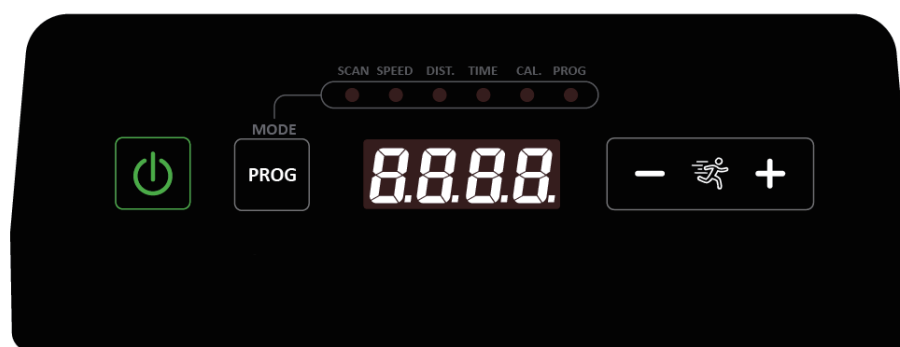 SCAN SPEED DIST. TIME CAL. PROG
MODE
PROG
8.8.8.8.